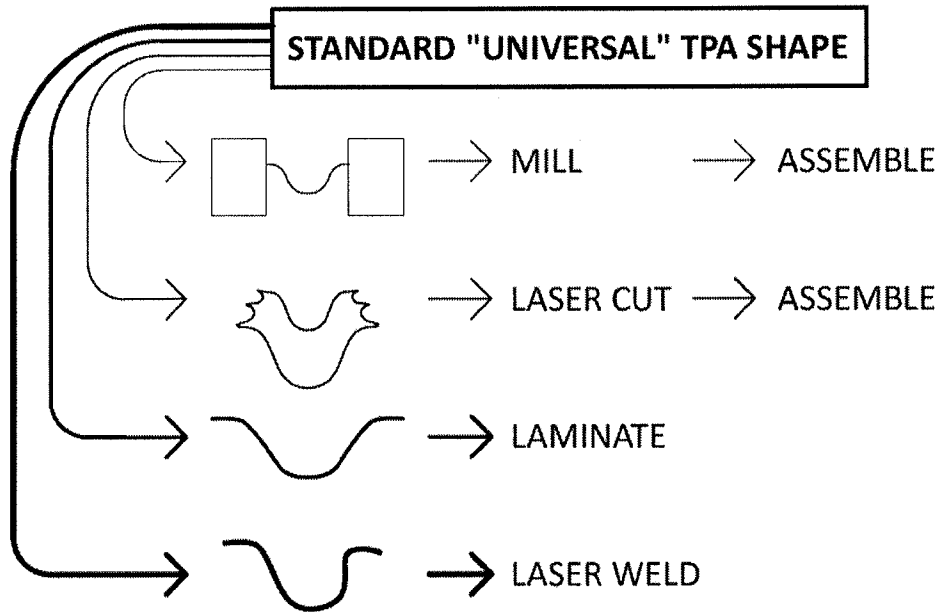 STANDARD "UNIVERSAL" TPA SHAPE
MILL ASSEMBLE
LASER CUT ASSEMBLE
LAMINATE
LASER WELD